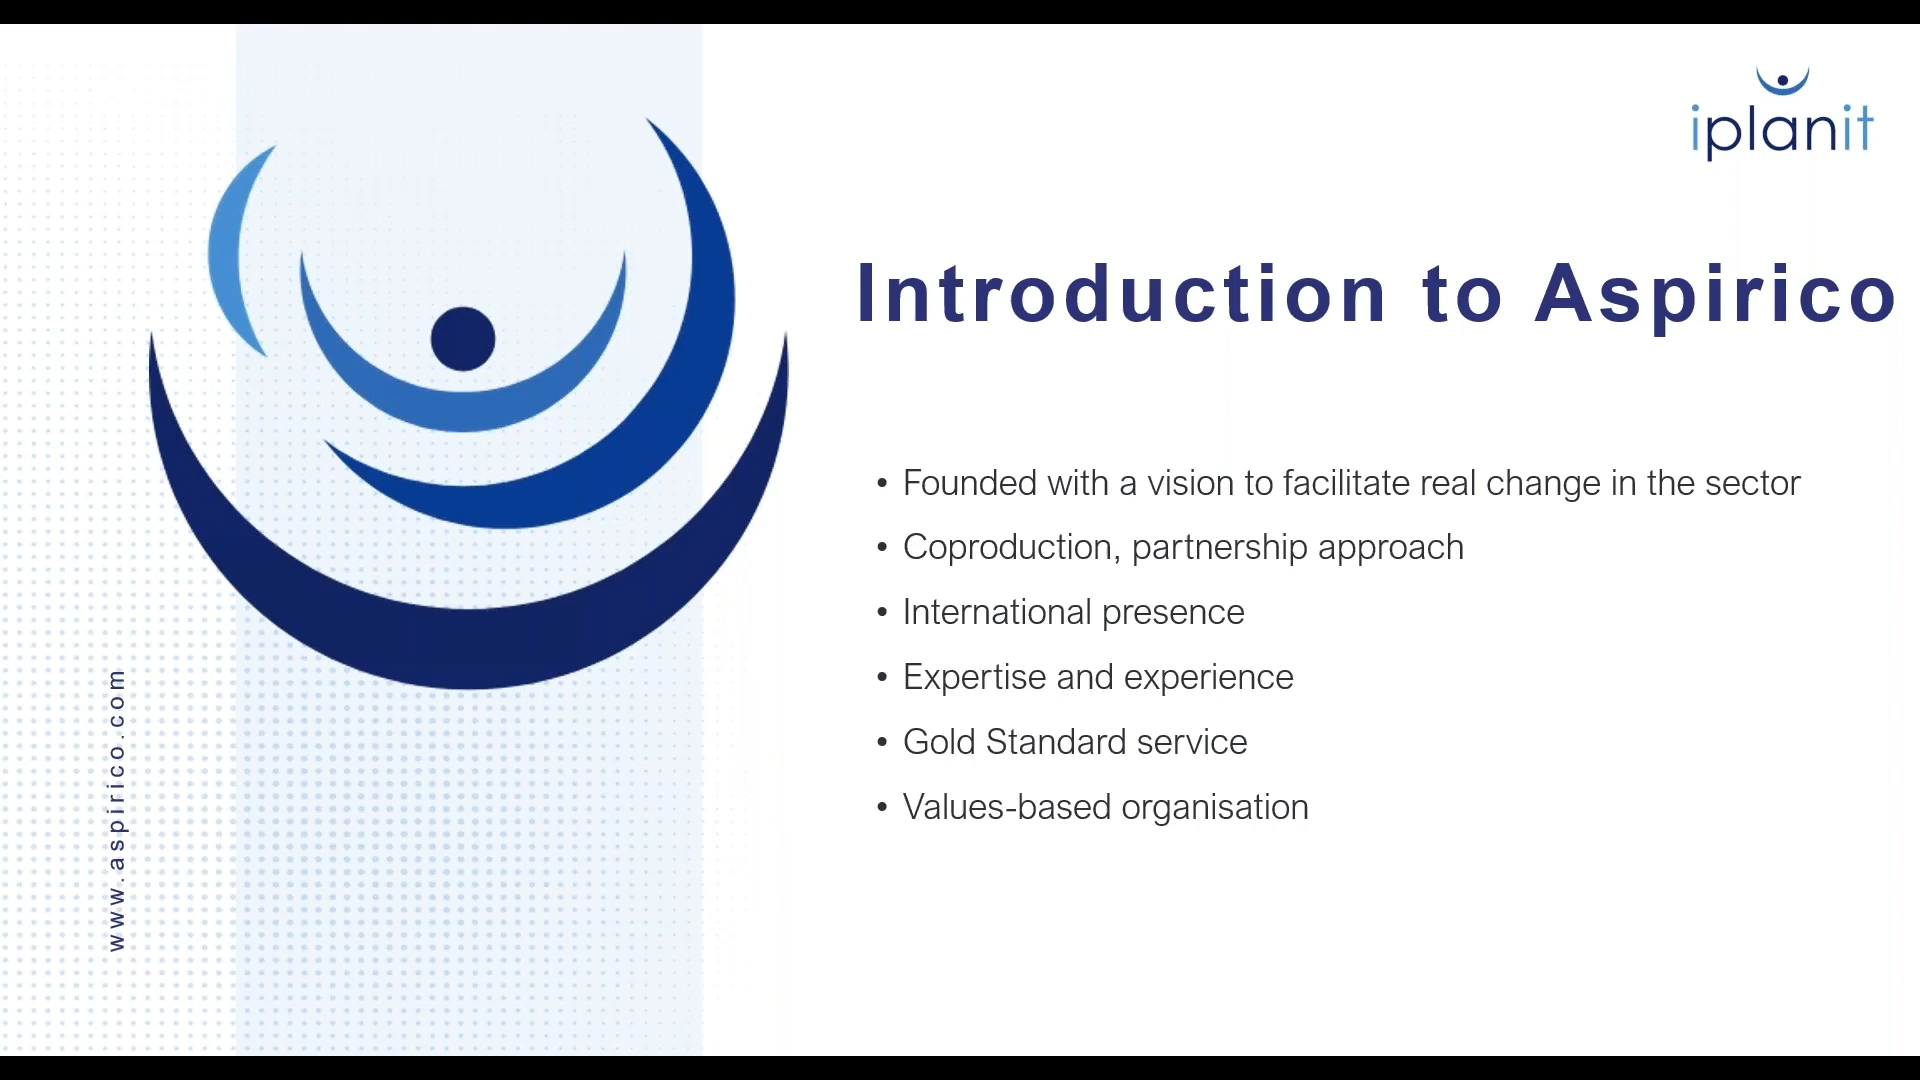 iplanit
Introduction to Aspirico
• Founded with a vision to facilitate real change in the sector
• Coproduction, partnership approach
• International presence
• Expertise and experience
• Gold Standard service
• Values-based organisation
www.aspirico.com